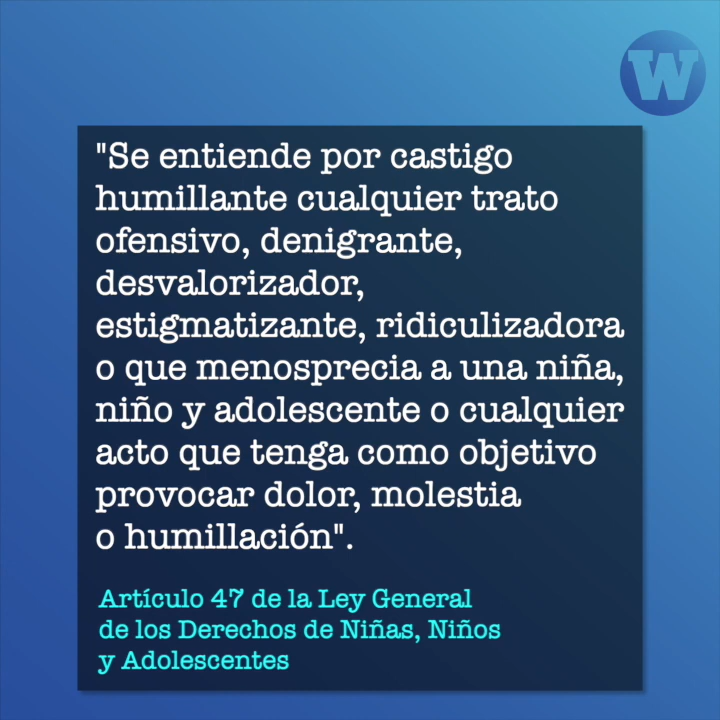 W
"Se entiende por castigo
humillante cualquier trato
ofensivo, denigrante,
desvalorizador,
estigmatizante, ridiculizadora
o que menosprecia a una niña,
niño y adolescente o cualquier
acto que tenga como objetivo
provocar dolor, molestia
o humillación".
Artículo 47 de la Ley General
de los Derechos de Niñas, Niños
y Adolescentes